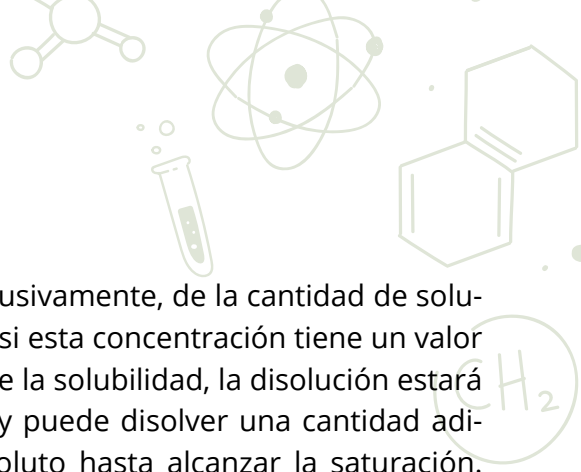 usivamente, de la cantidad de solu-
si esta concentración tiene un valor
e la solubilidad, la disolución estará
y puede disolver una cantidad adi-
oluto hasta alcanzar la saturación.
CH2